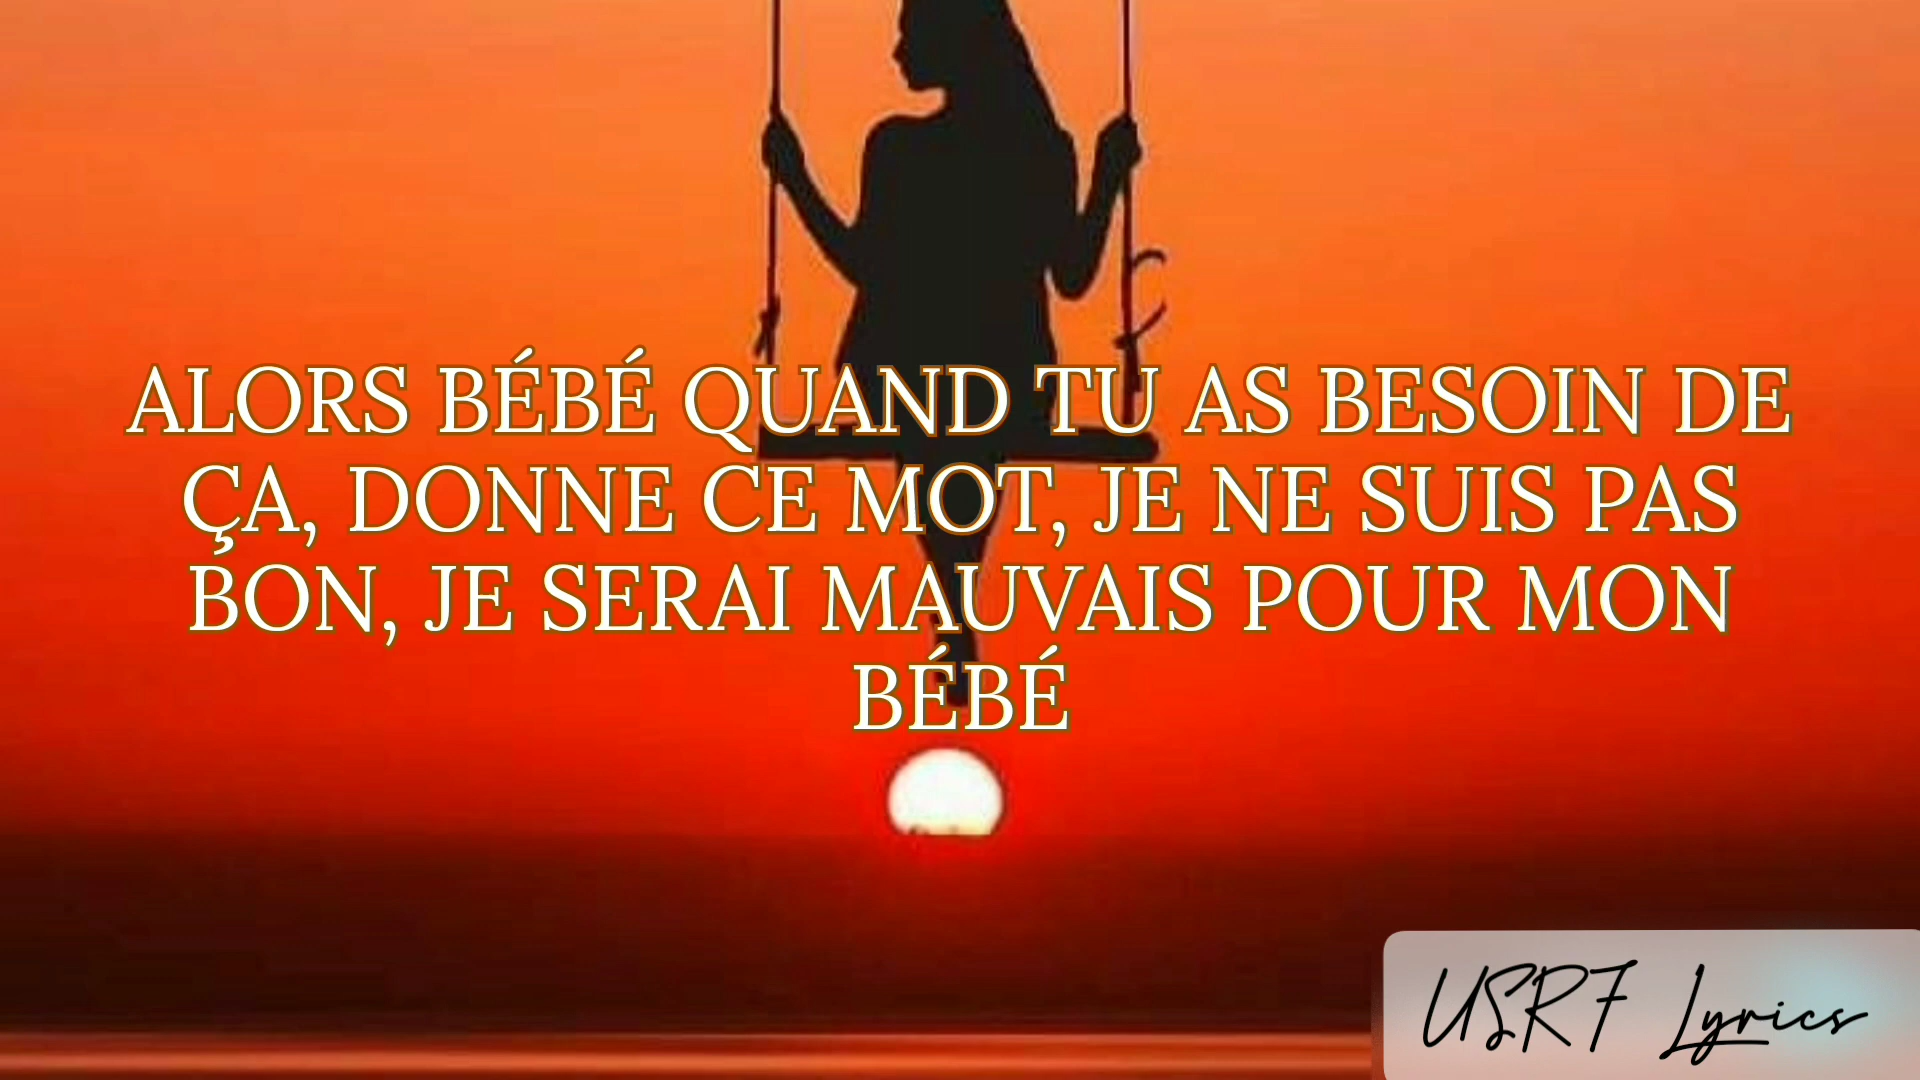 ALORS BÉBÉ QUAND TU AS BESOIN DE
ÇA, DONNE CE MOT, JE NE SUIS PAS
BON, JE SERAI MAUVAIS POUR MON
BÉBÉ
USRF Lyrics